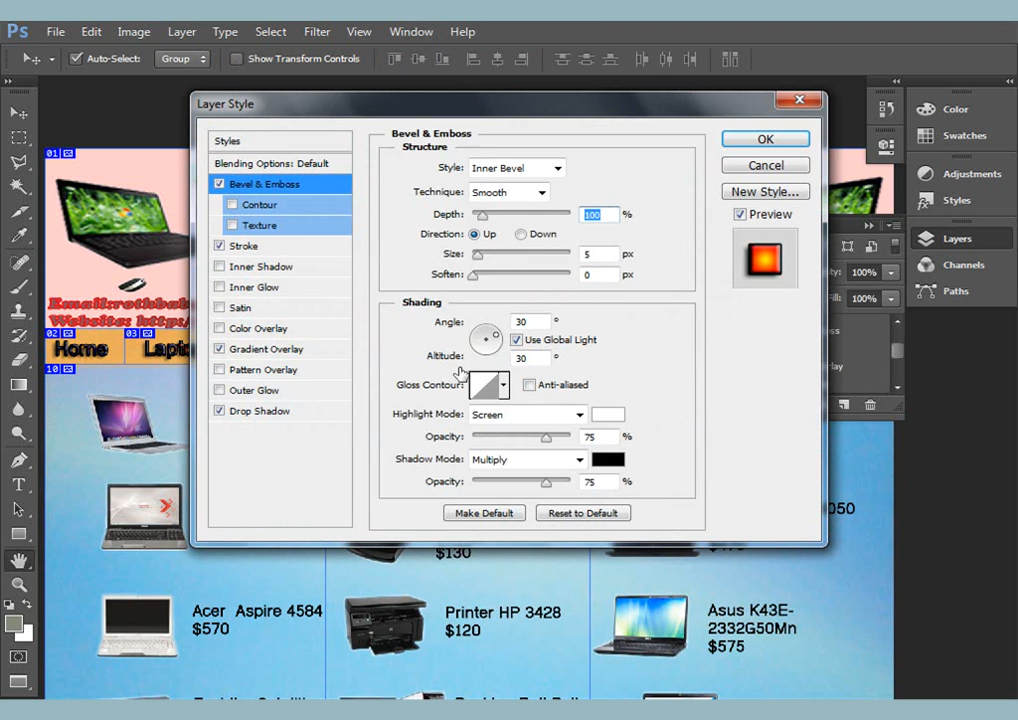 Ps File Edit Image Layer Type Select Filter View Window Help
Auto-Select: Group Show Transform Controls
Layer Style
Styles
Blending Options: Default
Bevel & Emboss
Contour
Texture
Stroke
Inner Shadow
Inner Glow
Satin
Color Overlay
Gradient Overlay
Pattern Overlay
Outer Glow
Drop Shadow
Bevel & Emboss
Structure
Style: Inner Bevel
Technique: Smooth
Depth: 100 %
Direction: Up Down
Size: 5 px
Soften: 0 px
Shading
Angle: 30 °
Use Global Light
Altitude: 30 °
Gloss Contour: Anti-aliased
Highlight Mode: Screen
Opacity: 75 %
Shadow Mode: Multiply
Opacity: 75 %
Make Default Reset to Default
OK
Cancel
New Style...
Preview
Color
Swatches
Adjustments
Styles
Layers
Channels
Paths
100%
100%
01
02 03
Home
10
$130
Acer Aspire 4584
$570
Printer HP 3428
$120
Asus K43E-
2332G50Mn
$575